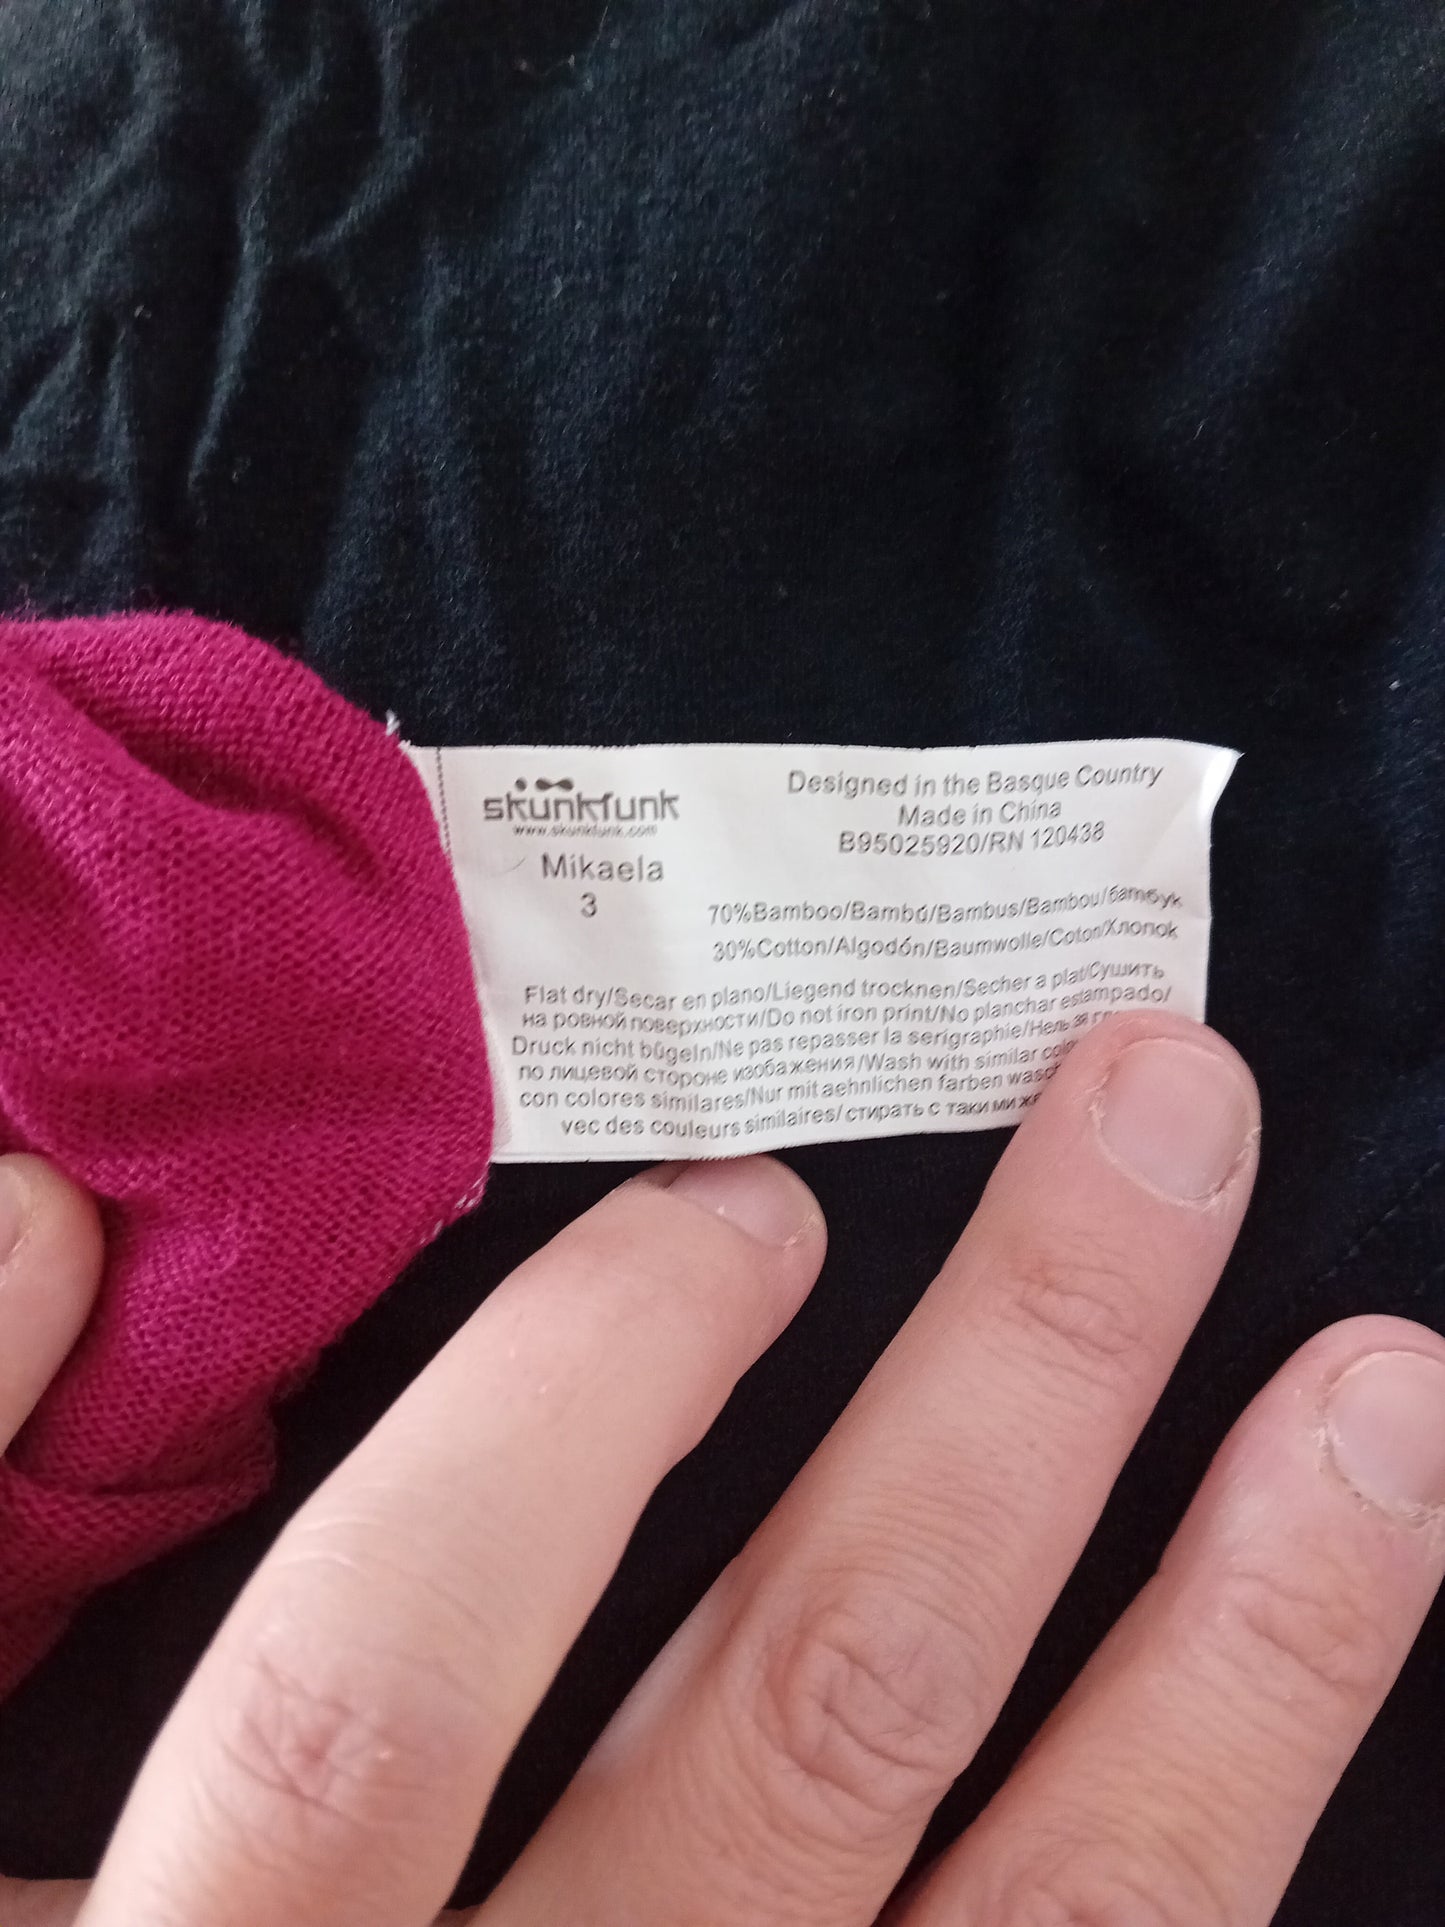 skunkfunk
www.skunkfunk.com
Mikaela
3
Designed in the Basque Country
Made in China
B95025920/RN 120438
70%Bamboo/Bambú/Bambus/Bambou/бамбук
30%Cotton/Algodón/Baumwolle/Coton/Хлопок
Flat dry/Secar en plano/Liegend trocknen/Secher a plat/Сушить
на ровной поверхности/Do not iron print/No planchar estampado/
Druck nicht bügeln/Ne pas repasser la serigraphie/Нель
по лицевой стороне изображения/Wash with similar
con colores similares/Nur mit aehnlichen farben
vec des couleurs similaires/ стирать с таки ми